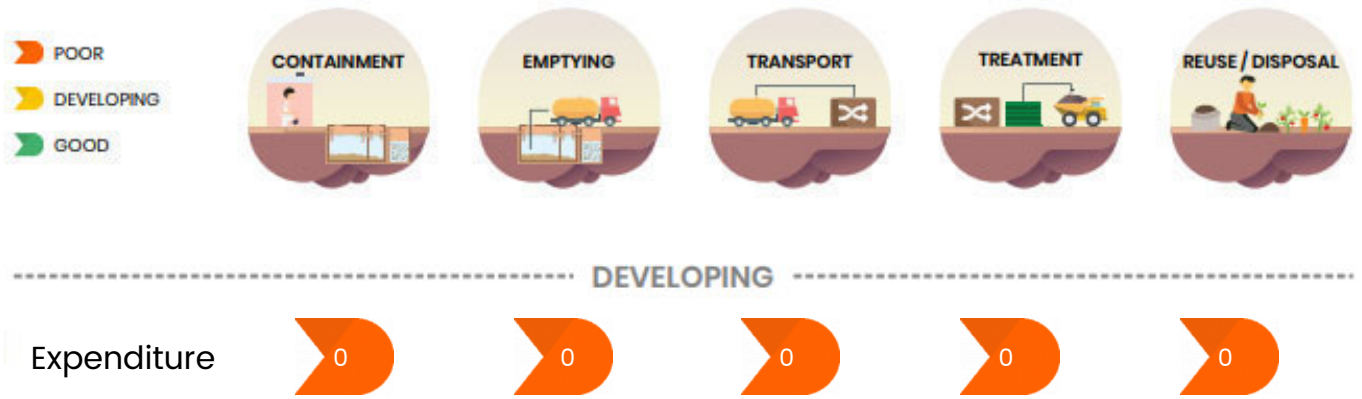 POOR
DEVELOPING
GOOD
CONTAINMENT
EMPTYING
TRANSPORT
TREATMENT
REUSE / DISPOSAL
DEVELOPING
Expenditure 0 0 0 0 0